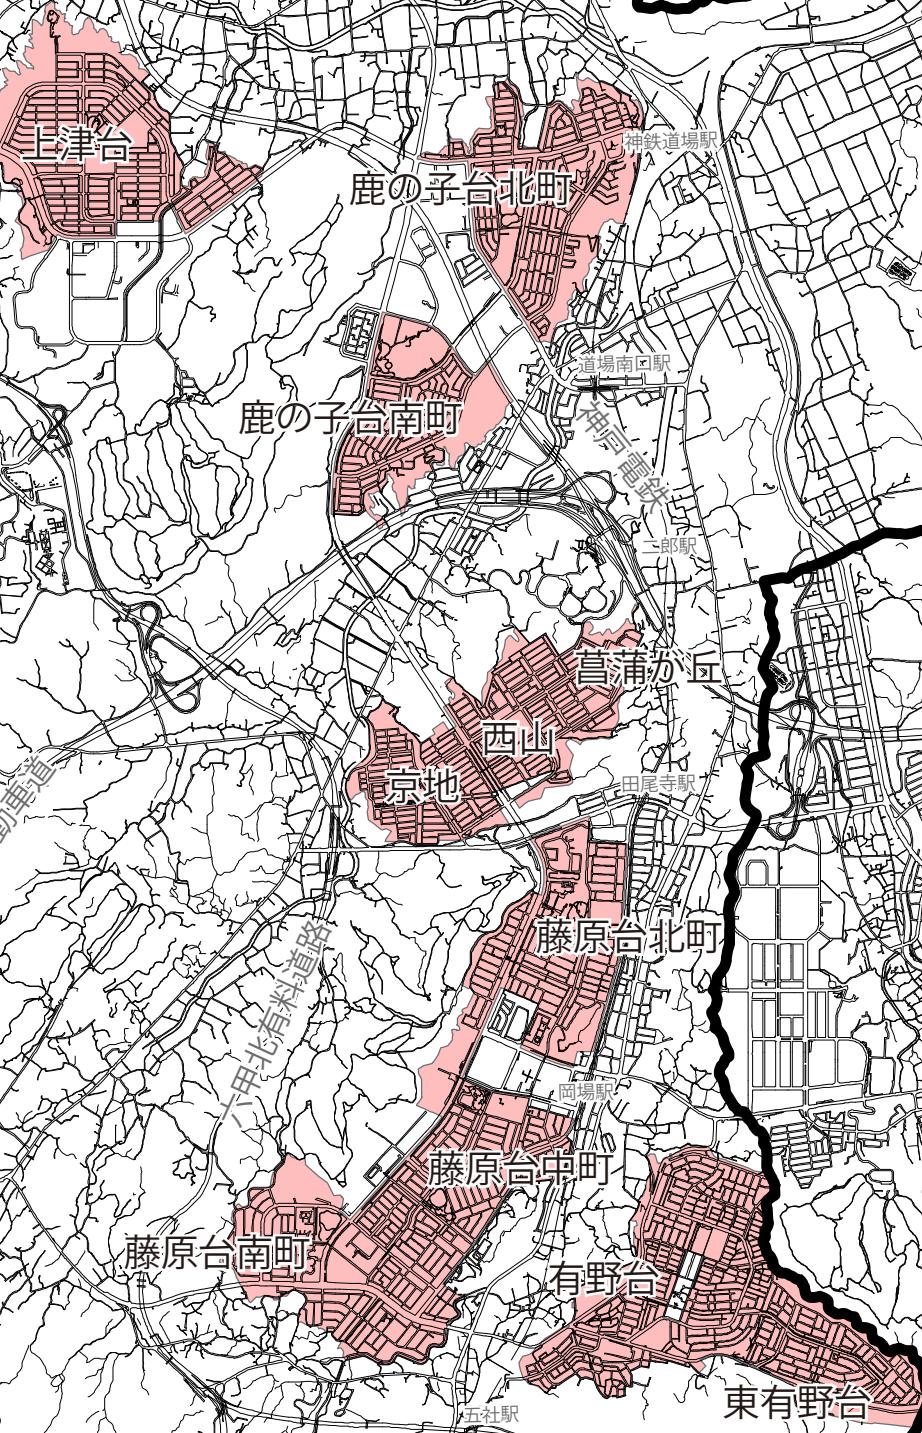 神鉄道場駅
上津台
鹿の子台北町
道場南口駅
鹿の子台南町
神戸電鉄
二郎駅
菖蒲が丘
西山
京地
田尾寺駅
動車道
藤原台北町
六甲北有料道路
岡場駅
藤原台中町
藤原台南町
有野台
東有野台
五社駅